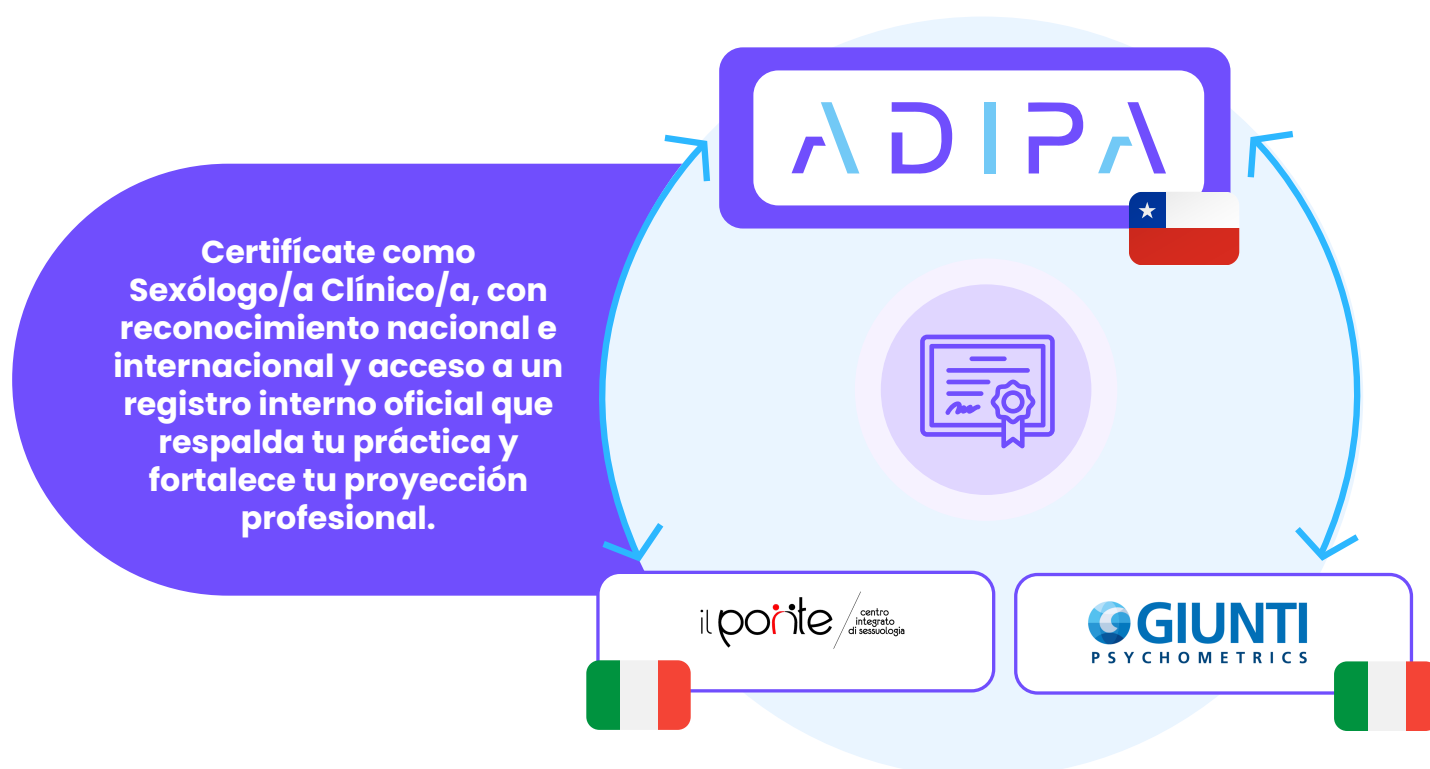 ADIPA
Certifícate como
Sexólogo/a Clínico/a, con
reconocimiento nacional e
internacional y acceso a un
registro interno oficial que
respalda tu práctica y
fortalece tu proyección
profesional.
il ponte
centro
integrato
di sessuologia
GIUNTI
PSYCHOMETRICS